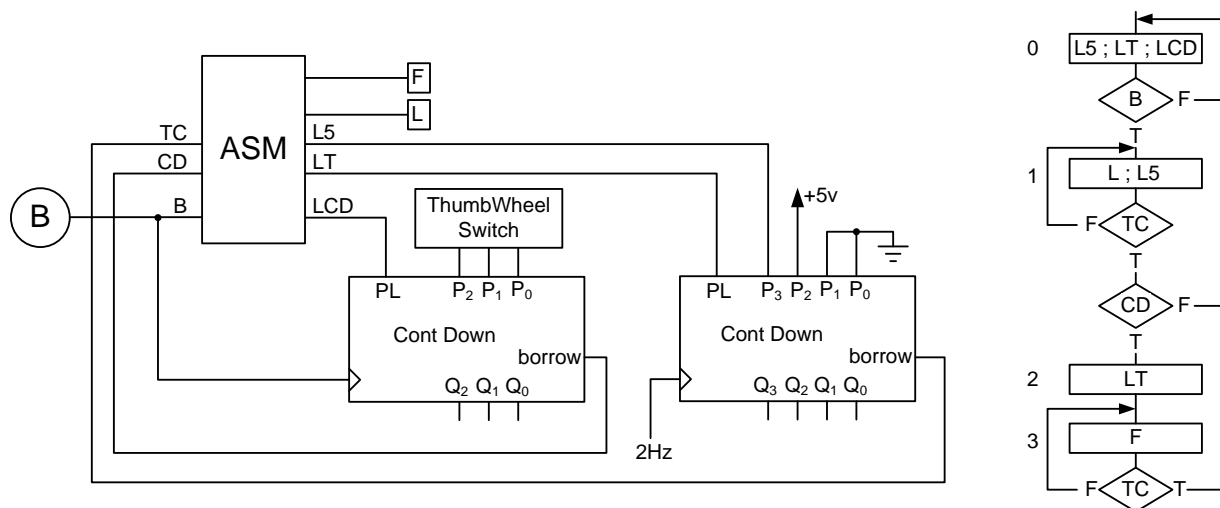 TC
CD
B
B
ASM
F
L
L5
LT
LCD
ThumbWheel
Switch
PL P₂ P₁ P₀
Cont Down
borrow
Q₂ Q₁ Q₀
+5v
PL P₃ P₂ P₁ P₀
Cont Down
borrow
Q₃ Q₂ Q₁ Q₀
2Hz
0 L5 ; LT ; LCD
B F
T
1 L ; L5
F TC
T
CD F
T
2 LT
3 F
F TC T